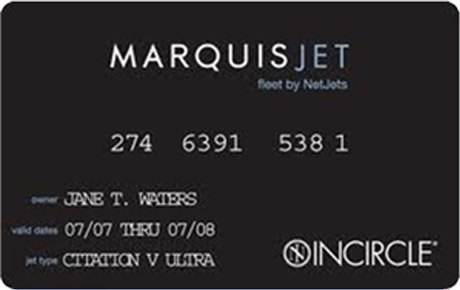 MARQUISJET
fleet by NetJets
274 6391 538 1
owner JANE T. WATERS
valid dates 07/07 THRU 07/08
jet type CITATION V ULTRA
INCIRCLE®